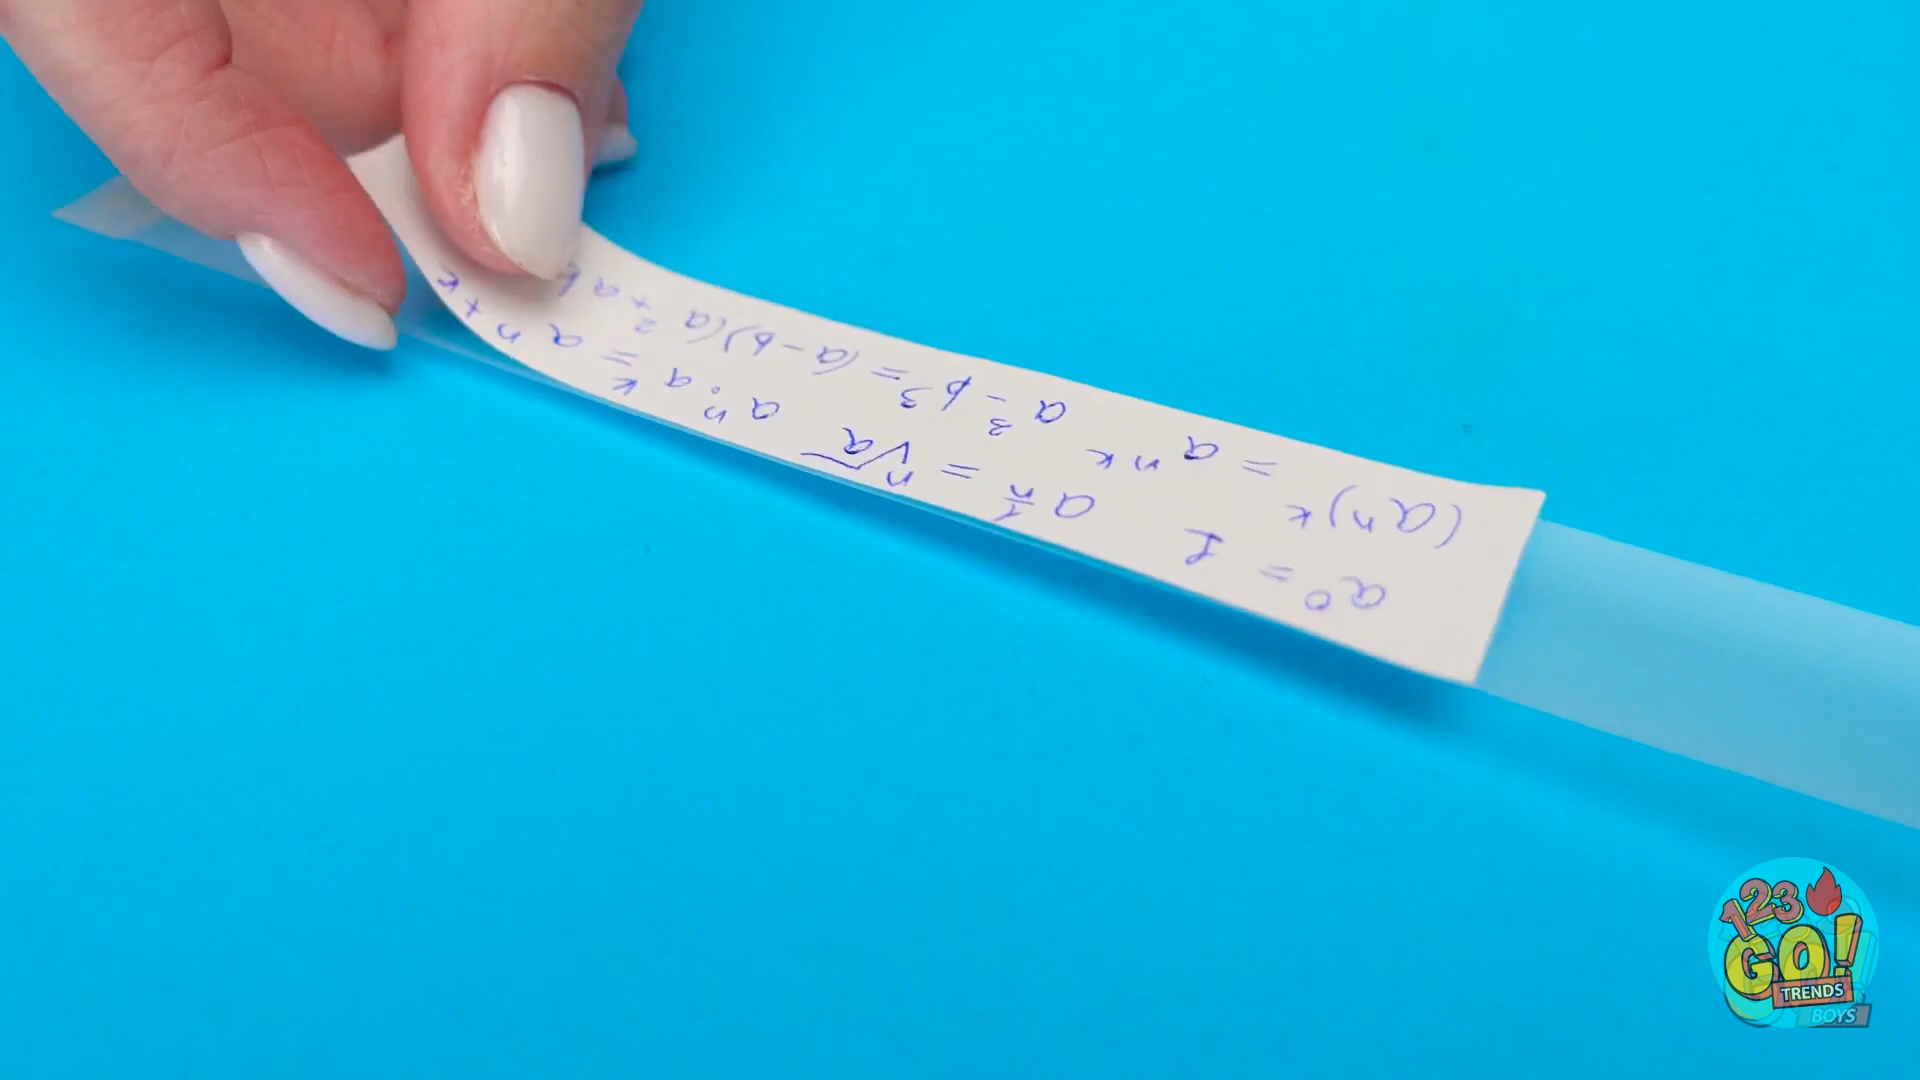 a⁰ = 1 a^(1/n) = ⁿ√a aⁿ · aᵏ = aⁿ⁺ᵏ
(aⁿ)ᵏ = aⁿᵏ a³ - b³ = (a-b)(a² + ab
123
GO!
TRENDS
BOYS